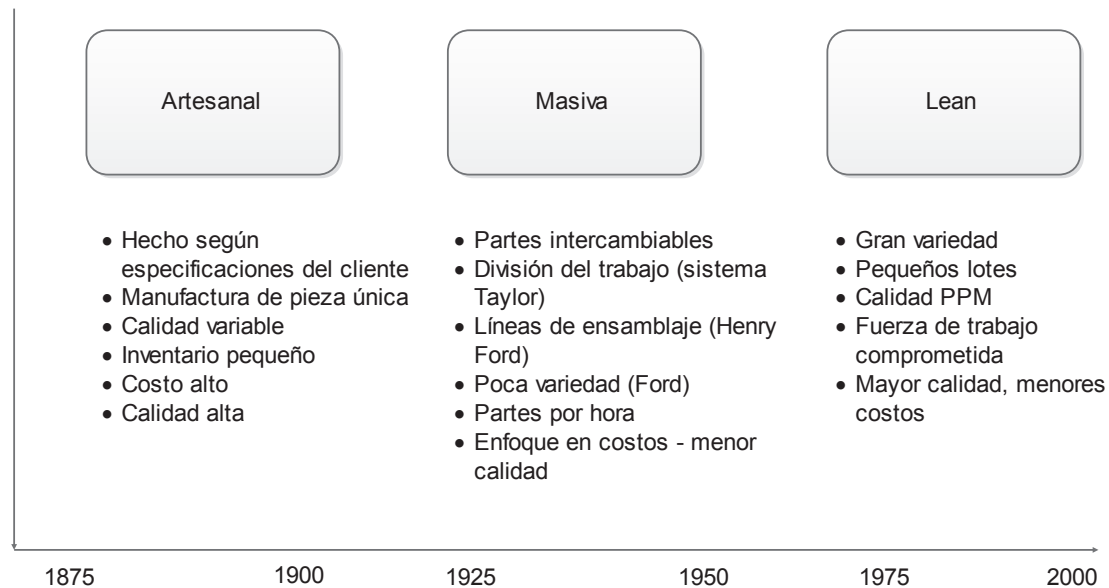 Artesanal
Masiva
Lean
• Hecho según
especificaciones del cliente
• Manufactura de pieza única
• Calidad variable
• Inventario pequeño
• Costo alto
• Calidad alta
• Partes intercambiables
• División del trabajo (sistema
Taylor)
• Líneas de ensamblaje (Henry
Ford)
• Poca variedad (Ford)
• Partes por hora
• Enfoque en costos - menor
calidad
• Gran variedad
• Pequeños lotes
• Calidad PPM
• Fuerza de trabajo
comprometida
• Mayor calidad, menores
costos
1875 1900 1925 1950 1975 2000